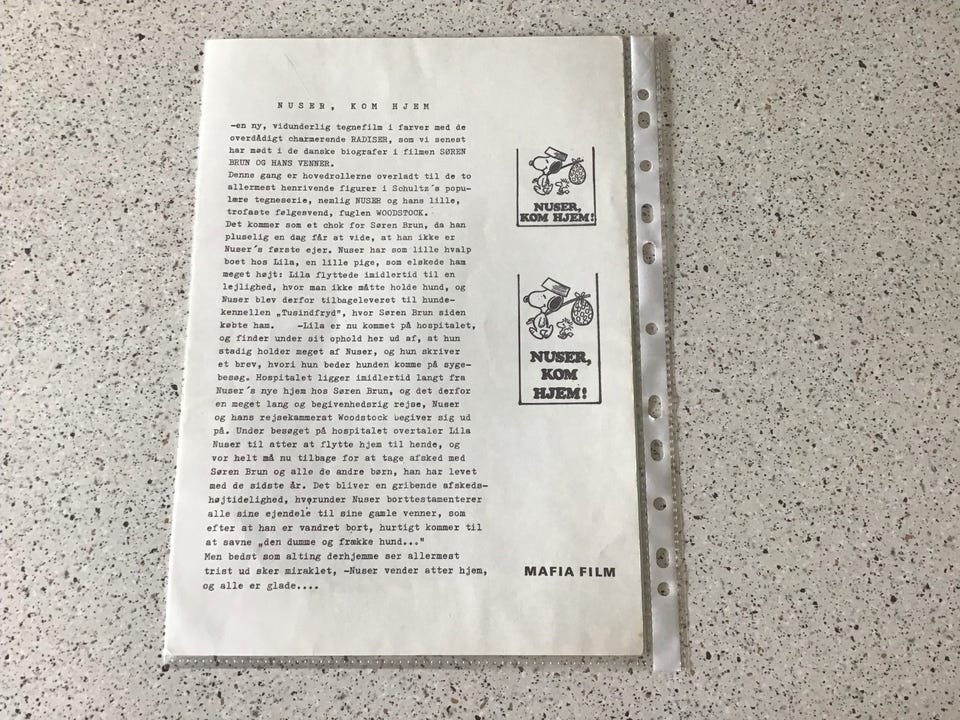 NUSER, KOM HJEM
-en ny, vidunderlig tegnefilm i farver med de
overdådigt charmerende RADISER, som vi senest
har mødt i de danske biografer i filmen SØREN
BRUN OG HANS VENNER.
Denne gang er hovedrollerne overladt til de to
allermest henrivende figurer i Schultz´s popu-
lære tegneserie, nemlig NUSER og hans lille,
trofaste følgesvend, fuglen WOODSTOCK.
Det kommer som et chok for Søren Brun, da han
pluselig en dag får at vide, at han ikke er
Nuser´s første ejer. Nuser har som lille hvalp
boet hos Lila, en lille pige, som elskede ham
meget højt: Lila flyttede imidlertid til en
lejlighed, hvor man ikke måtte holde hund, og
Nuser blev derfor tilbageleveret til hunde-
kennellen „Tusindfryd", hvor Søren Brun siden
købte ham. -Lila er nu kommet på hospitalet,
og finder under sit ophold her ud af, at hun
stadig holder meget af Nuser, og hun skriver
et brev, hvori hun beder hunden komme på syge-
besøg. Hospitalet ligger imidlertid langt fra
Nuser´s nye hjem hos Søren Brun, og det derfor
en meget lang og begivenhedsrig rejse, Nuser
og hans rejsekammerat Woodstock begiver sig ud
på. Under besøget på hospitalet overtaler Lila
Nuser til atter at flytte hjem til hende, og
vor helt må nu tilbage for at tage afsked med
Søren Brun og alle de andre børn, han har levet
med de sidste år. Det bliver en gribende afskeds-
højtidelighed, hvorunder Nuser borttestamenterer
alle sine ejendele til sine gamle venner, som
efter at han er vandret bort, hurtigt kommer til
at savne „den dumme og frække hund..."
Men bedst som alting derhjemme ser allermest
trist ud sker miraklet, -Nuser vender atter hjem,
og alle er glade....
NUSER,
KOM HJEM!
NUSER,
KOM
HJEM!
MAFIA FILM